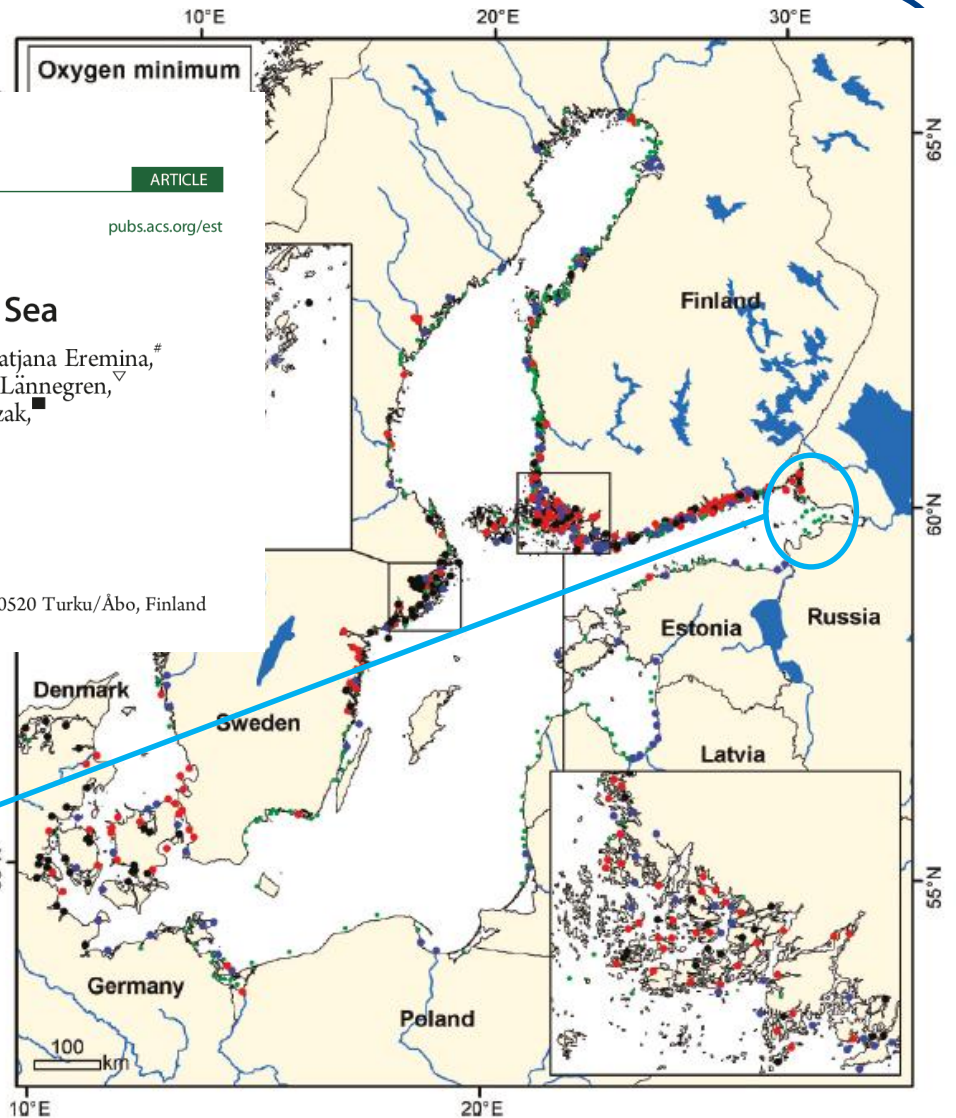 10°E
20°E
30°E
Oxygen minimum
ARTICLE
pubs.acs.org/est
Sea
atjana Eremina,#
Lännegren,▽
zak,■
0520 Turku/Åbo, Finland
65°N
Finland
60°N
Estonia
Russia
Denmark
Sweden
Latvia
55°N
Germany
Poland
100
km
10°E
20°E